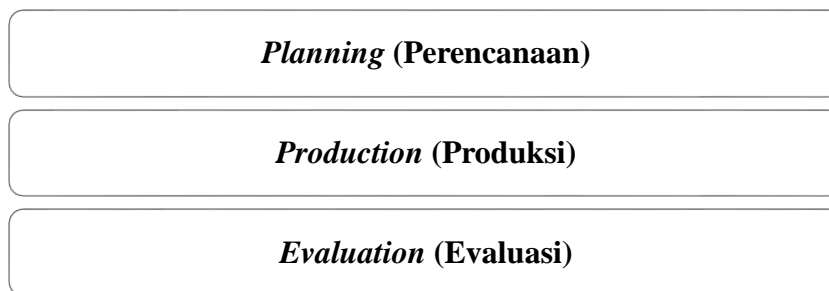 Planning (Perencanaan)
Production (Produksi)
Evaluation (Evaluasi)